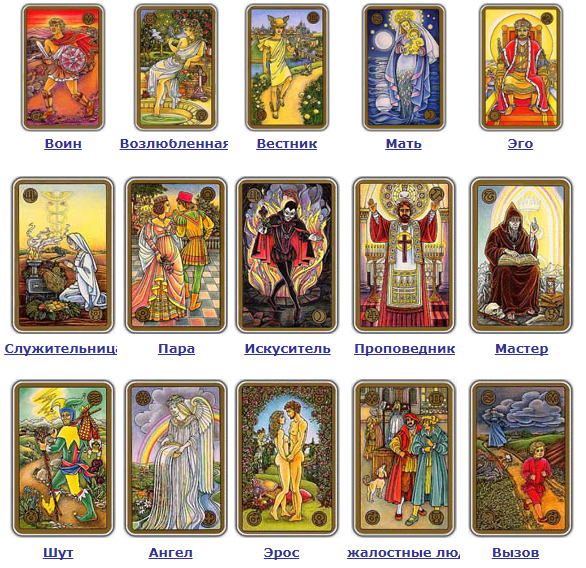 Воин
Возлюбленная
Вестник
Мать
Эго
Служительница
Пара
Искуситель
Проповедник
Мастер
Шут
Ангел
Эрос
жалостные лю
Вызов